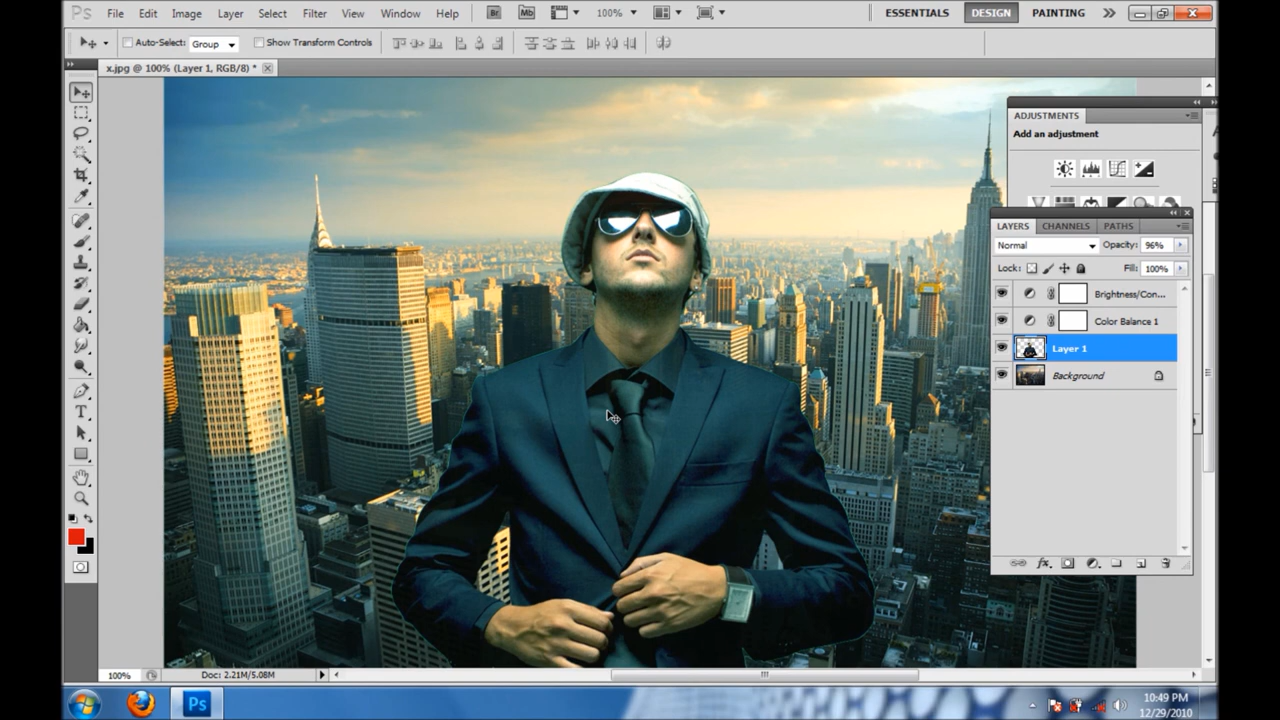 Ps File Edit Image Layer Select Filter View Window Help Br Mb 100% ESSENTIALS DESIGN PAINTING
Auto-Select: Group Show Transform Controls
x.jpg @ 100% (Layer 1, RGB/8) *
ADJUSTMENTS
Add an adjustment
LAYERS CHANNELS PATHS
Normal Opacity: 96%
Lock: Fill: 100%
Brightness/Con...
Color Balance 1
Layer 1
Background
T
fx
100% Doc: 2.21M/5.08M
Ps
10:49 PM
12/29/2010